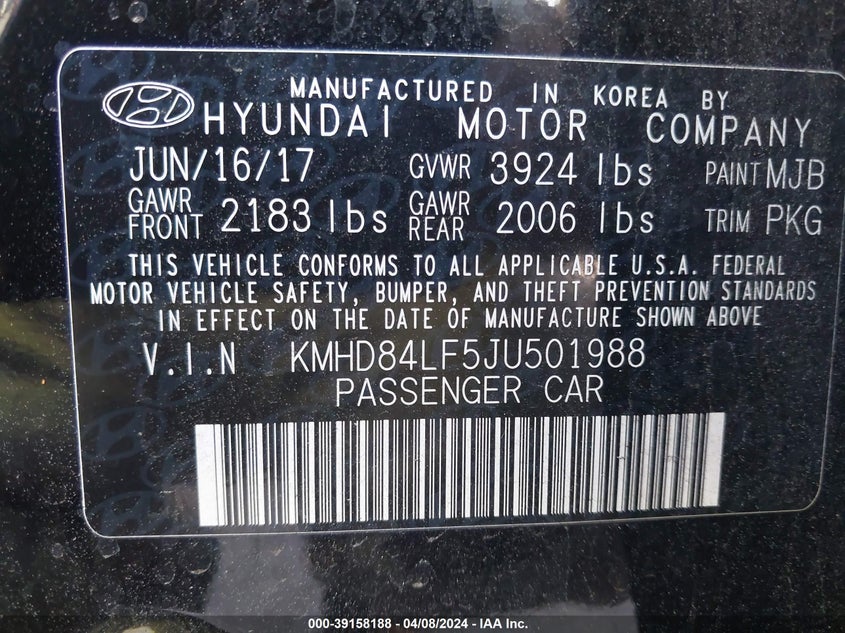 MANUFACTURED IN KOREA BY
HYUNDAI MOTOR COMPANY
JUN/16/17 GVWR 3924 lbs PAINT MJB
GAWR FRONT 2183 lbs GAWR REAR 2006 lbs TRIM PKG
THIS VEHICLE CONFORMS TO ALL APPLICABLE U.S.A. FEDERAL
MOTOR VEHICLE SAFETY, BUMPER, AND THEFT PREVENTION STANDARDS
IN EFFECT ON THE DATE OF MANUFACTURE SHOWN ABOVE
V.I.N KMHD84LF5JU501988
PASSENGER CAR
000-39158188 - 04/08/2024 - IAA Inc.